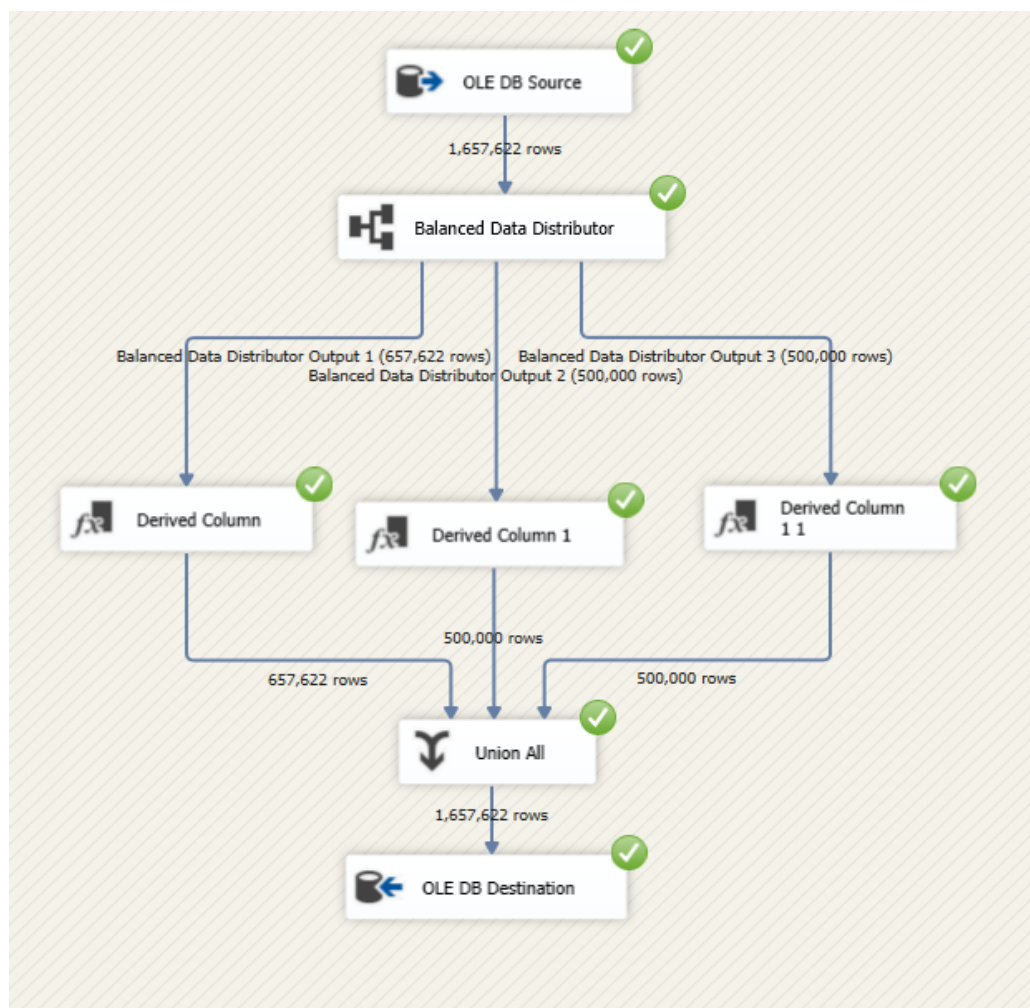 OLE DB Source
1,657,622 rows
Balanced Data Distributor
Balanced Data Distributor Output 1 (657,622 rows)
Balanced Data Distributor Output 3 (500,000 rows)
Balanced Data Distributor Output 2 (500,000 rows)
Derived Column
Derived Column 1
Derived Column
1 1
500,000 rows
657,622 rows
500,000 rows
Union All
1,657,622 rows
OLE DB Destination